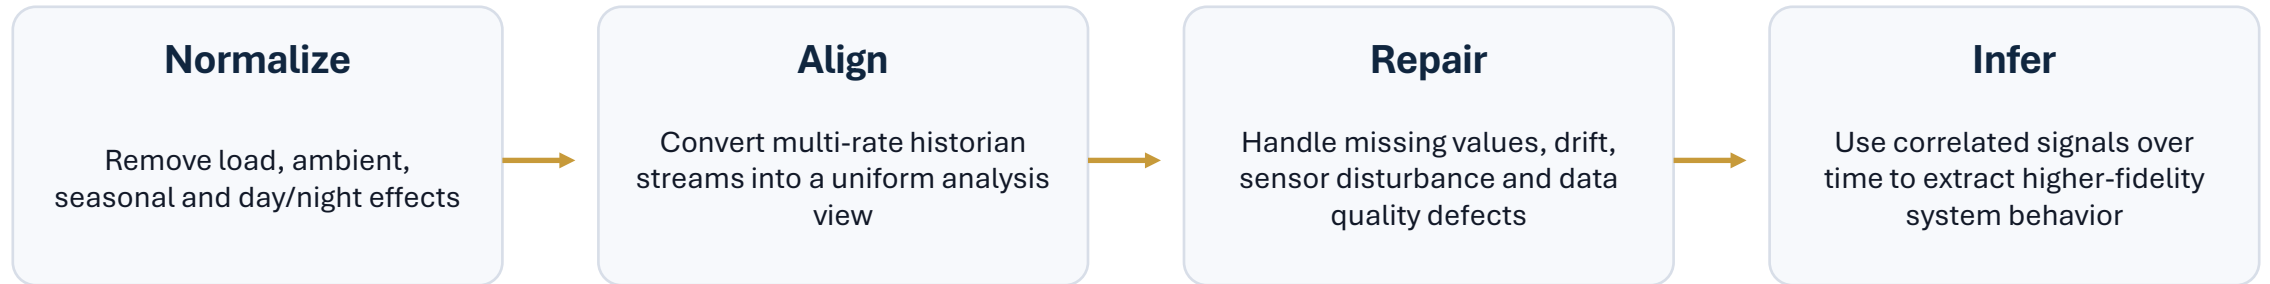 Normalize
Remove load, ambient,
seasonal and day/night effects
Align
Convert multi-rate historian
streams into a uniform analysis
view
Repair
Handle missing values, drift,
sensor disturbance and data
quality defects
Infer
Use correlated signals over
time to extract higher-fidelity
system behavior